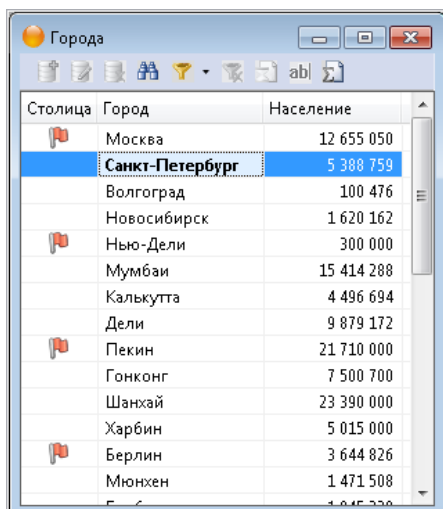 Города
ab
Столица Город Население
Москва 12 655 050
Санкт-Петербург 5 388 759
Волгоград 100 476
Новосибирск 1 620 162
Нью-Дели 300 000
Мумбаи 15 414 288
Калькутта 4 496 694
Дели 9 879 172
Пекин 21 710 000
Гонконг 7 500 700
Шанхай 23 390 000
Харбин 5 015 000
Берлин 3 644 826
Мюнхен 1 471 508